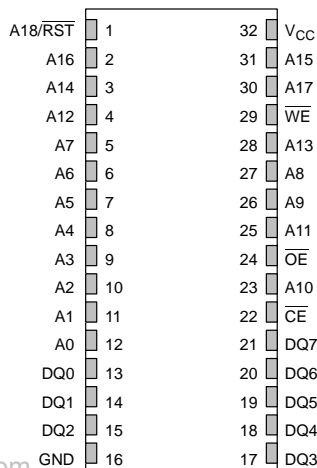 A18/RST 1 32 VCC
A16 2 31 A15
A14 3 30 A17
A12 4 29 WE
A7 5 28 A13
A6 6 27 A8
A5 7 26 A9
A4 8 25 A11
A3 9 24 OE
A2 10 23 A10
A1 11 22 CE
A0 12 21 DQ7
DQ0 13 20 DQ6
DQ1 14 19 DQ5
DQ2 15 18 DQ4
om GND 16 17 DQ3